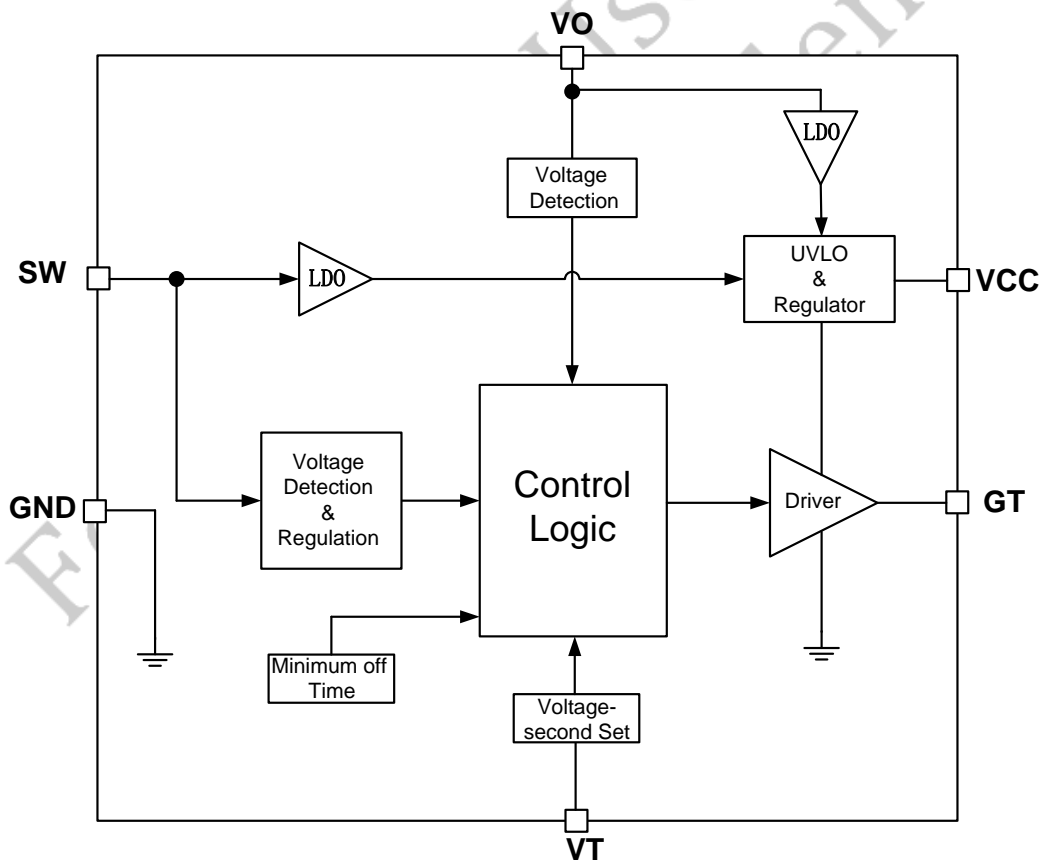 VO
LDO
Voltage
Detection
SW
LDO
UVLO
&
Regulator
VCC
Voltage
Detection
&
Regulation
Control
Logic
Driver
GND
GT
Minimum off
Time
Voltage-
second Set
VT